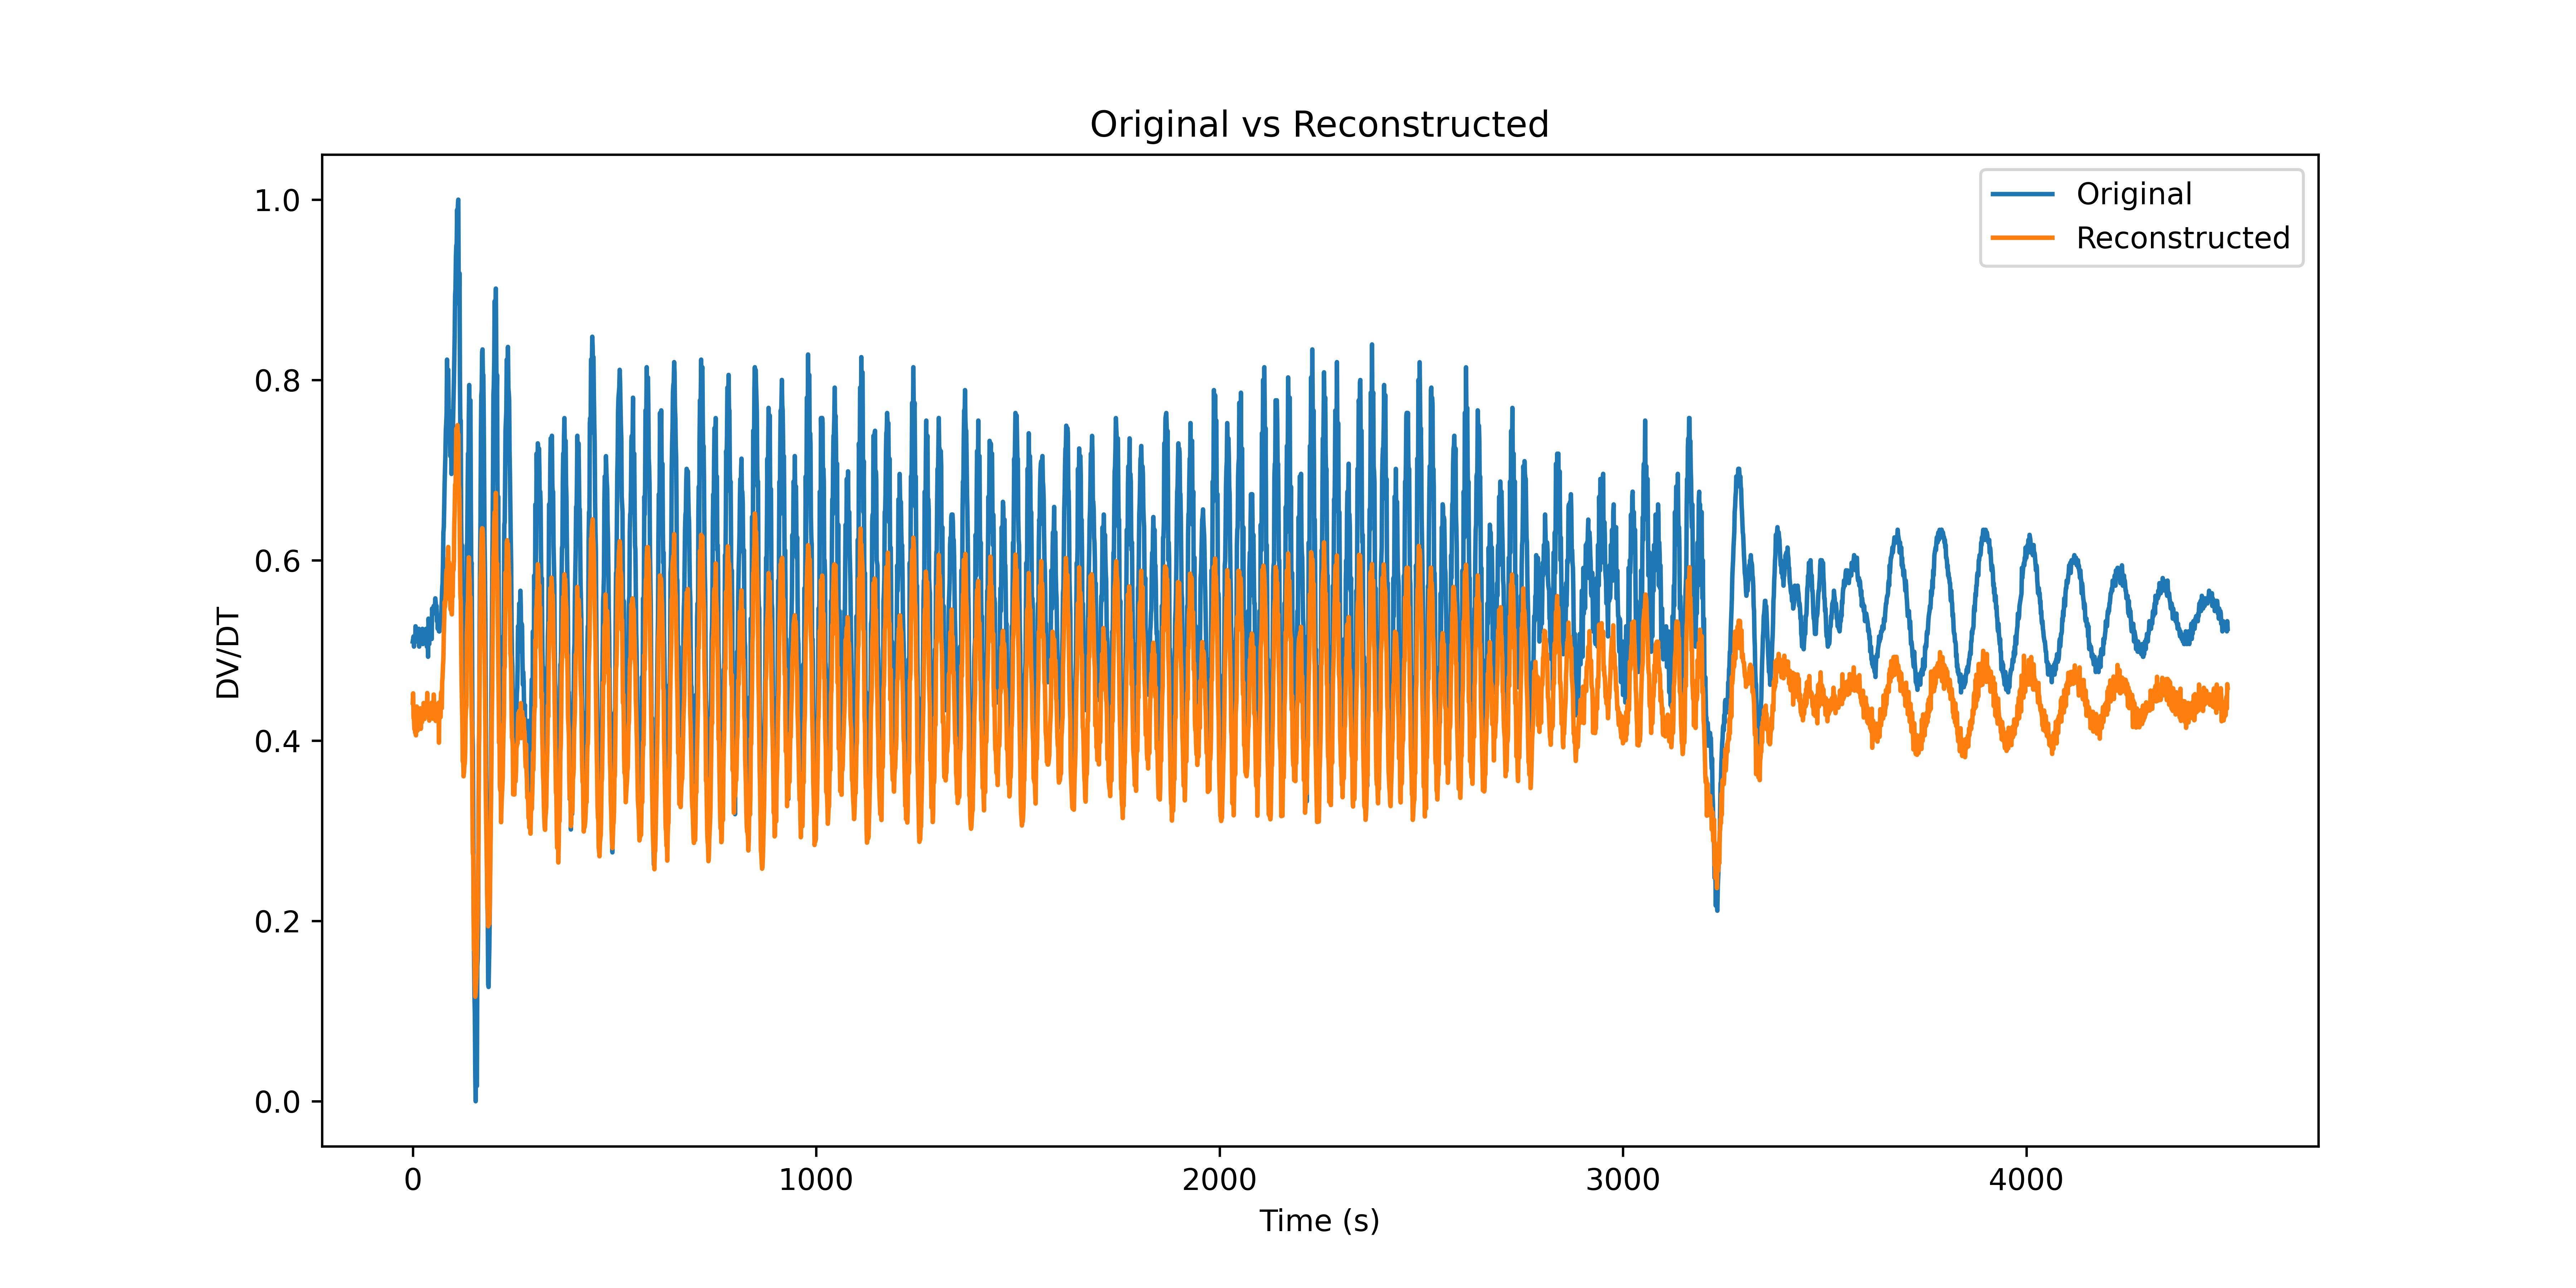 Original vs Reconstructed
Original
Reconstructed
1.0
0.8
0.6
0.4
0.2
0.0
DV/DT
0 1000 2000 3000 4000
Time (s)